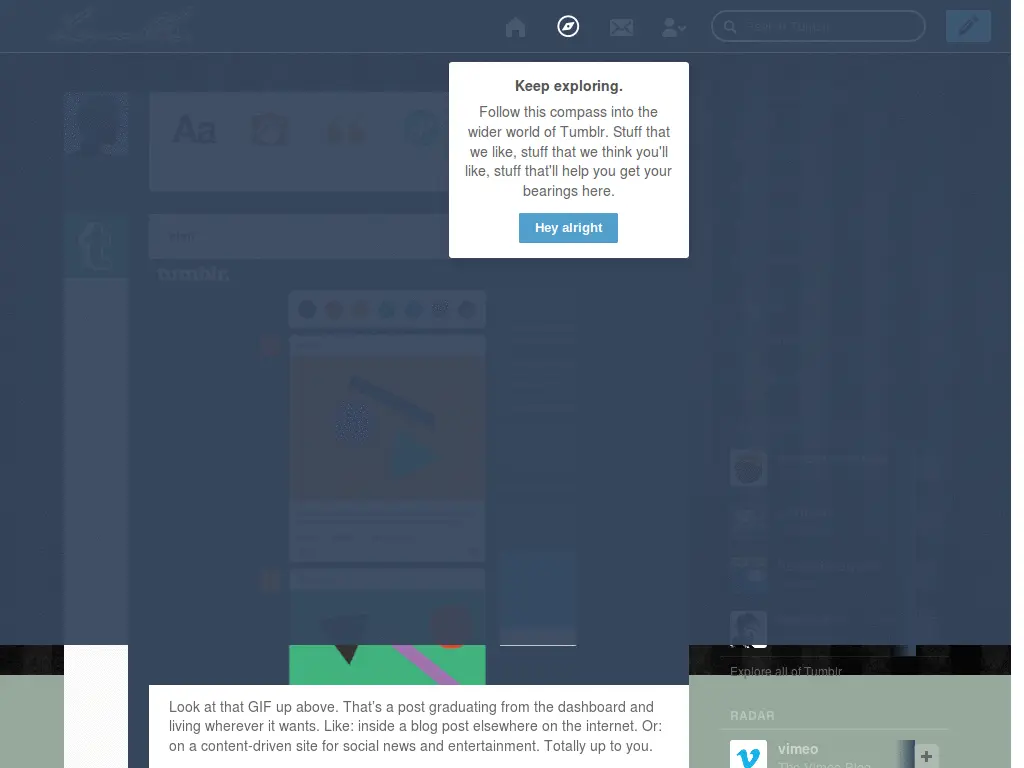 Search Tumblr
Keep exploring.
Follow this compass into the
wider world of Tumblr. Stuff that
we like, stuff that we think you'll
like, stuff that'll help you get your
bearings here.
Hey alright
Aa
tumblr.
Look at that GIF up above. That’s a post graduating from the dashboard and
living wherever it wants. Like: inside a blog post elsewhere on the internet. Or:
on a content-driven site for social news and entertainment. Totally up to you.
Explore all of Tumblr
RADAR
vimeo
The Vimeo Blog